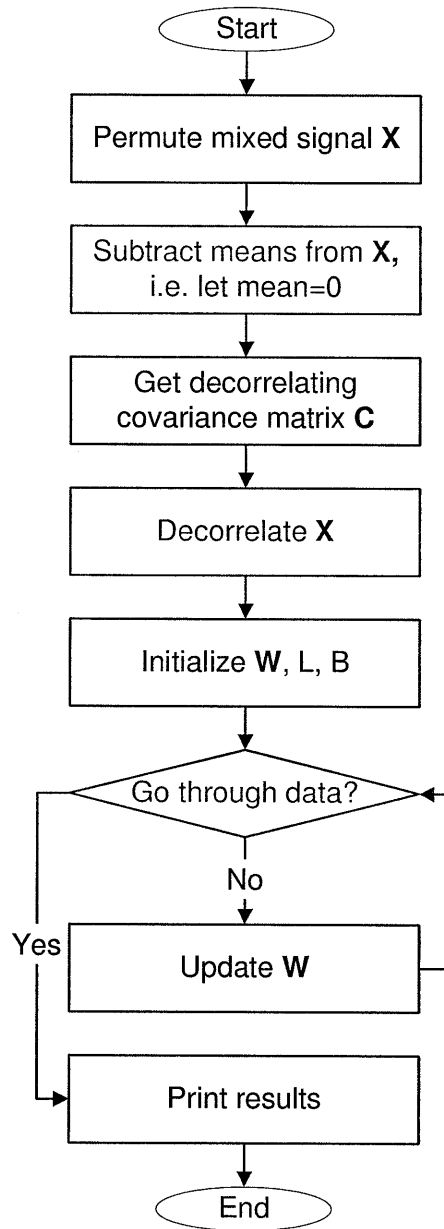 Start
Permute mixed signal X
Subtract means from X,
i.e. let mean=0
Get decorrelating
covariance matrix C
Decorrelate X
Initialize W, L, B
Go through data?
No
Yes
Update W
Print results
End